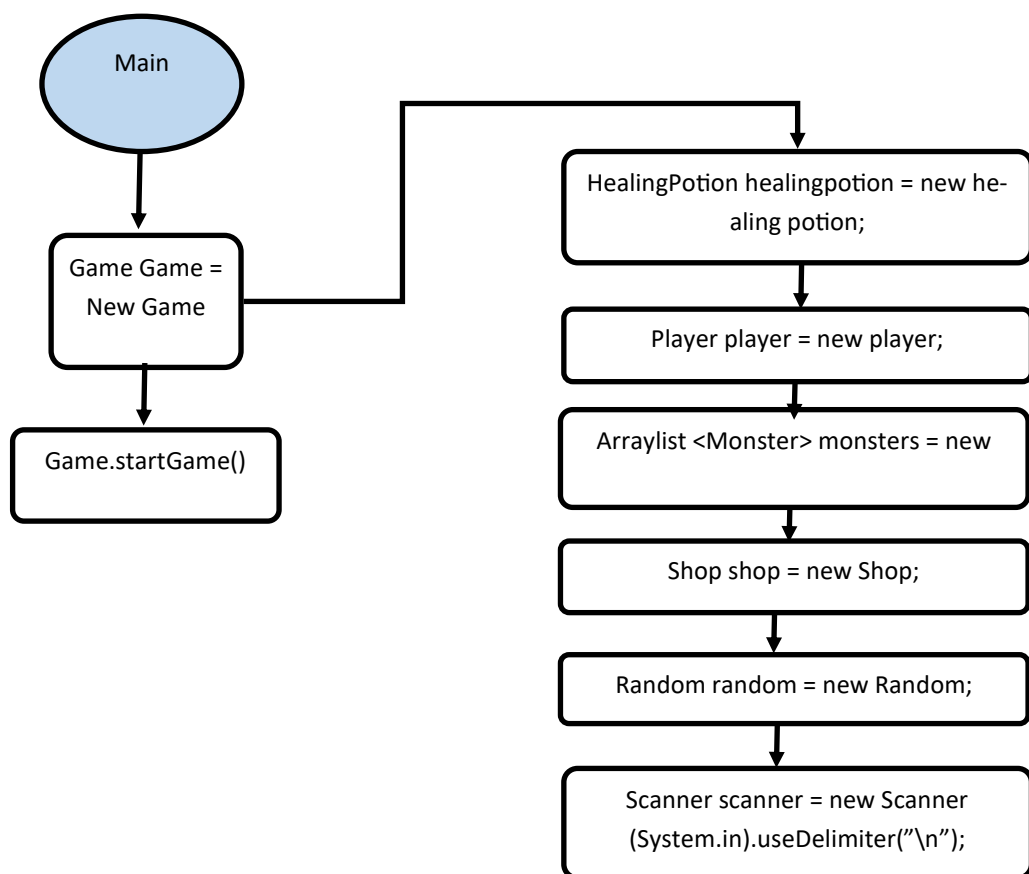 Main
Game Game =
New Game
Game.startGame()
HealingPotion healingpotion = new he-
aling potion;
Player player = new player;
Arraylist <Monster> monsters = new
Shop shop = new Shop;
Random random = new Random;
Scanner scanner = new Scanner
(System.in).useDelimiter(”\n”);